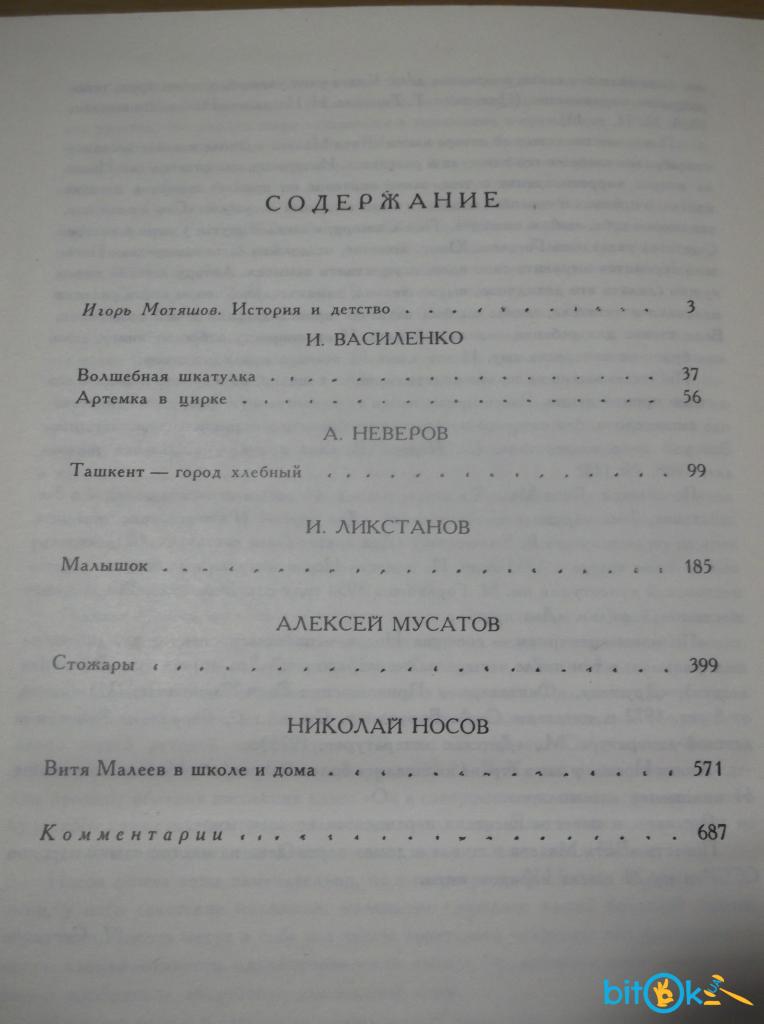 СОДЕРЖАНИЕ
Игорь Мотяшов. История и детство . . . . . . . . . . 3
И. ВАСИЛЕНКО
Волшебная шкатулка . . . . . . . . . . . . . . . . . 37
Артемка в цирке . . . . . . . . . . . . . . . . . . 56
А. НЕВЕРОВ
Ташкент — город хлебный . . . . . . . . . . . . . . 99
И. ЛИКСТАНОВ
Малышок . . . . . . . . . . . . . . . . . . . . . . 185
АЛЕКСЕЙ МУСАТОВ
Стожары . . . . . . . . . . . . . . . . . . . . . . 399
НИКОЛАЙ НОСОВ
Витя Малеев в школе и дома . . . . . . . . . . . . . 571
Комментарии . . . . . . . . . . . . . . . . . . . . 687
bitOk UA